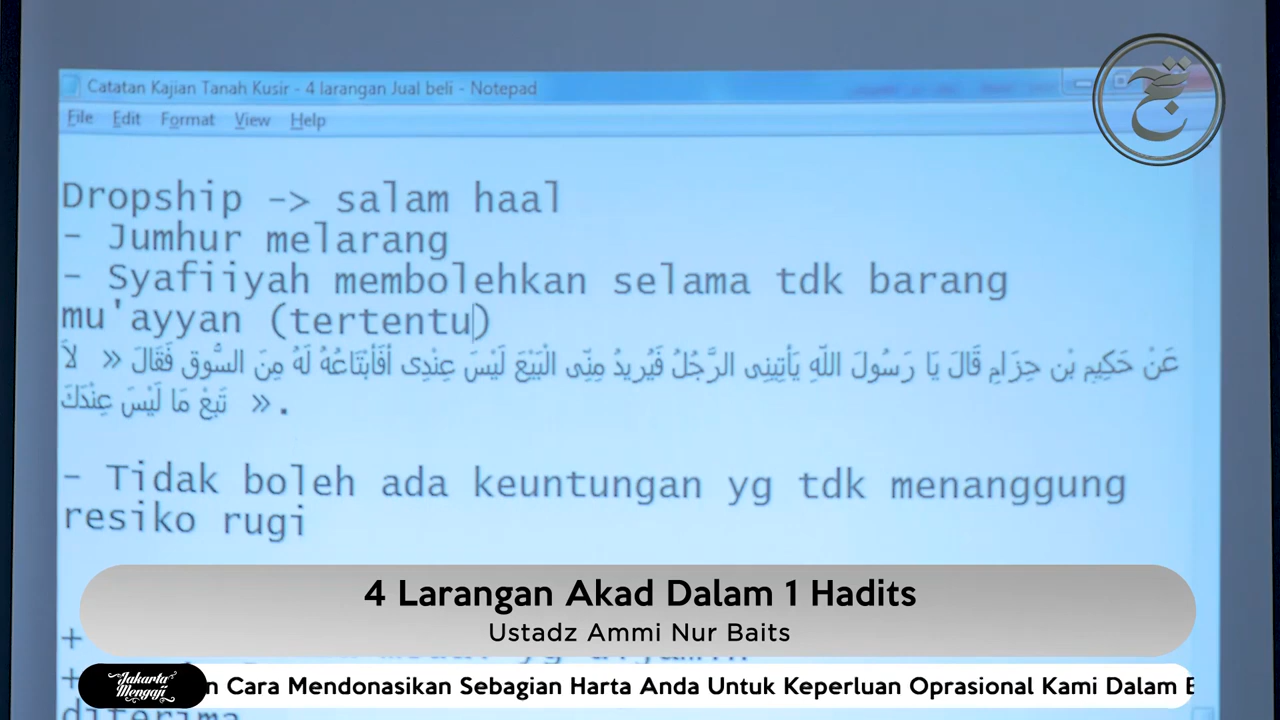 Catatan Kajian Tanah Kusir - 4 larangan Jual beli - Notepad
File Edit Format View Help
Dropship -> salam haal
- Jumhur melarang
- Syafiiyah membolehkan selama tdk barang
mu'ayyan (tertentu)
عَنْ حَكِيمِ بْنِ حِزَامٍ قَالَ يَا رَسُولَ اللَّهِ يَأْتِينِى الرَّجُلُ فَيُرِيدُ مِنِّى الْبَيْعَ لَيْسَ عِنْدِى أَفَأَبْتَاعُهُ لَهُ مِنَ السُّوقِ فَقَالَ « لاَ
تَبِعْ مَا لَيْسَ عِنْدَكَ » .
- Tidak boleh ada keuntungan yg tdk menanggung
resiko rugi
4 Larangan Akad Dalam 1 Hadits
Ustadz Ammi Nur Baits
+
+
diterima
Jakarta
Mengaji
n Cara Mendonasikan Sebagian Harta Anda Untuk Keperluan Oprasional Kami Dalam